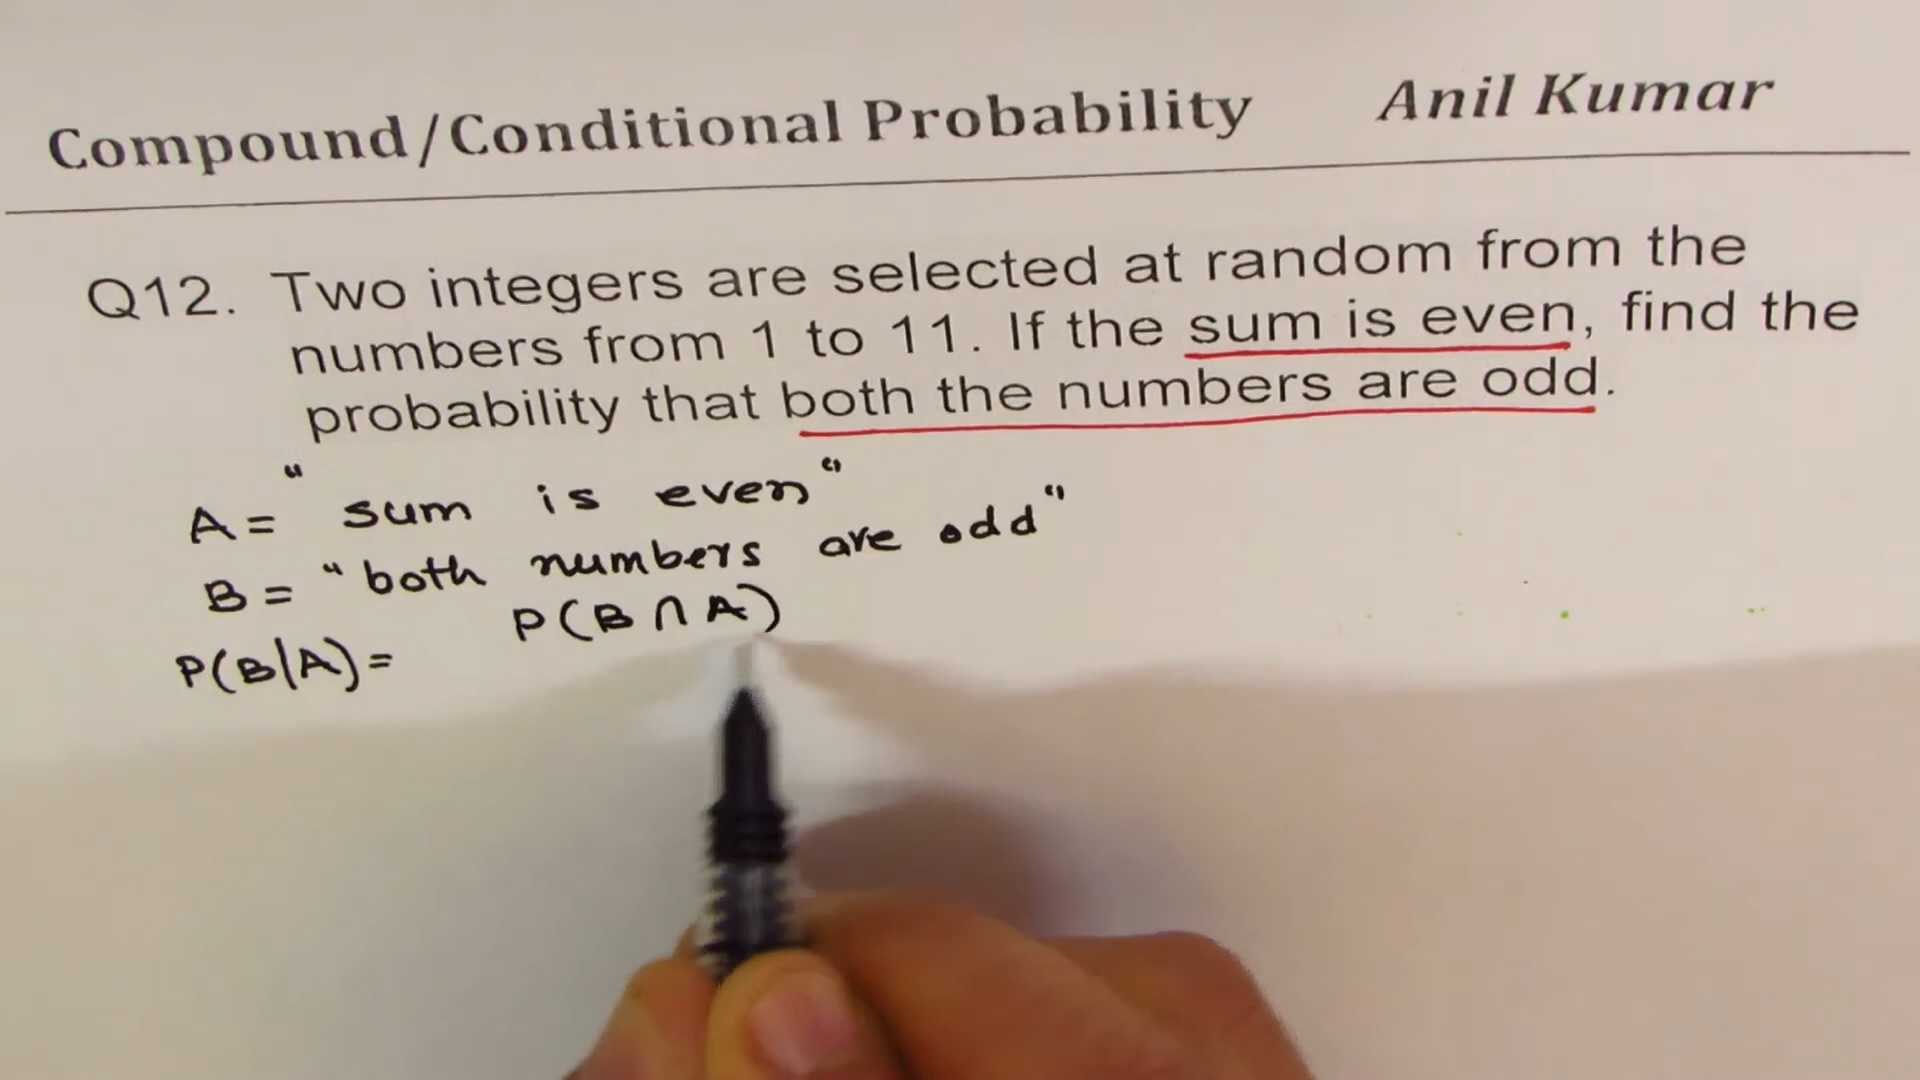 Compound/Conditional Probability Anil Kumar
Q12. Two integers are selected at random from the
numbers from 1 to 11. If the sum is even, find the
probability that both the numbers are odd.
A = "sum is even"
B = "both numbers are odd"
P(B|A) = P(B ∩ A)